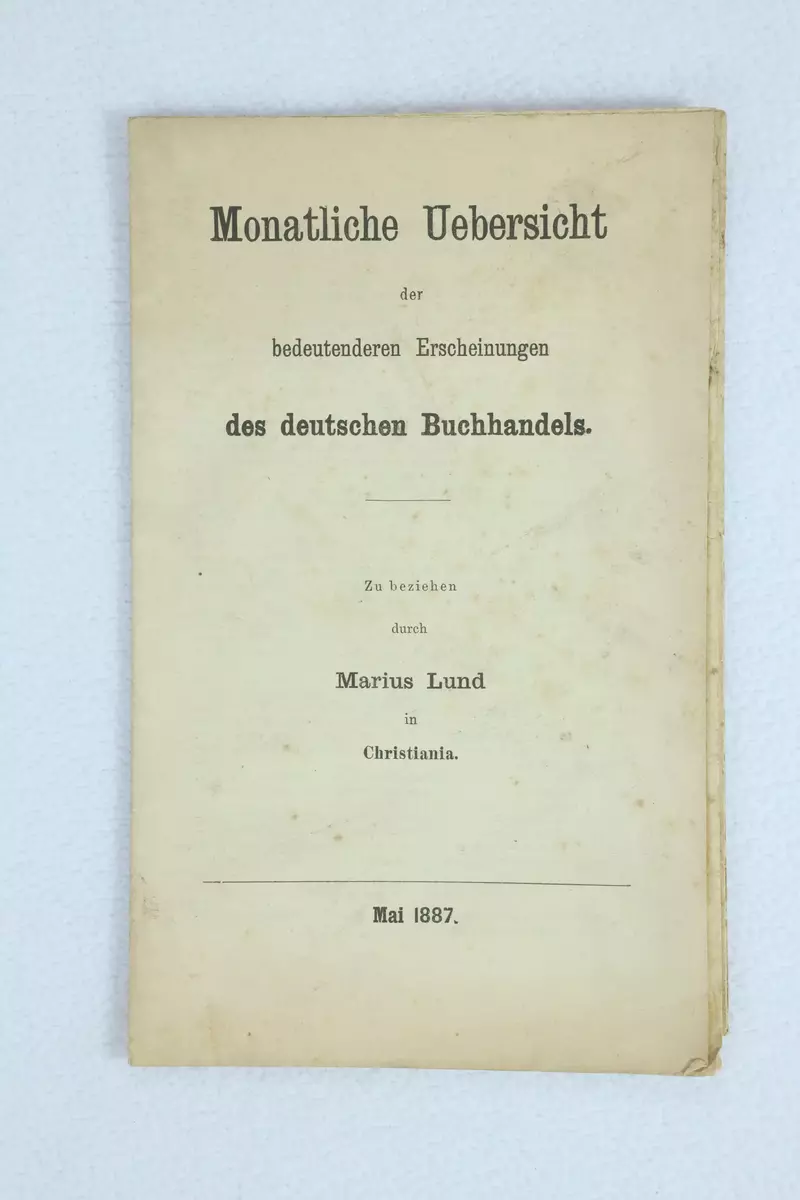 Monatliche Uebersicht
der
bedeutenderen Erscheinungen
des deutschen Buchhandels.
Zu beziehen
durch
Marius Lund
in
Christiania.
Mai 1887.